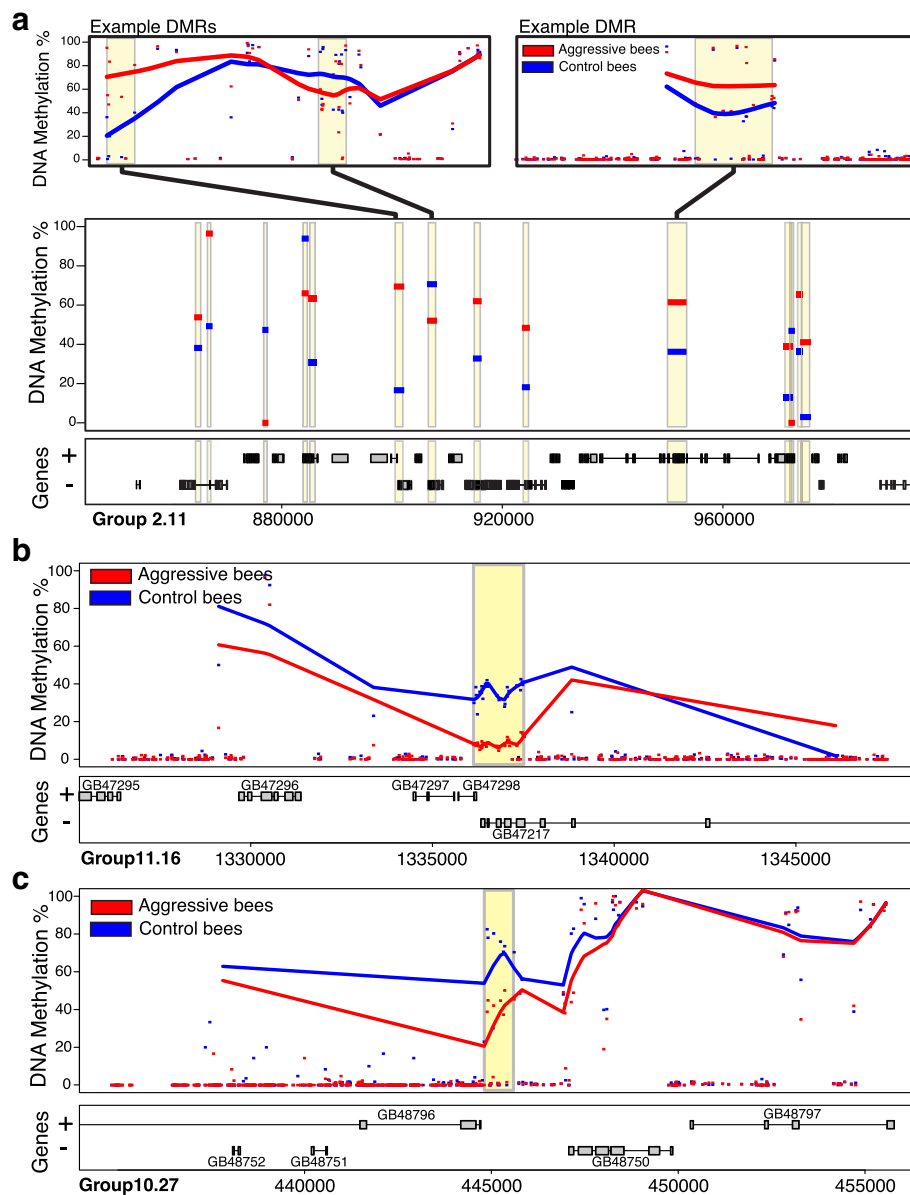 a
Example DMRs
Example DMR
DNA Methylation %
100
80
60
40
20
0
Aggressive bees
Control bees
DNA Methylation %
100
80
60
40
20
0
Genes
+
-
Group 2.11
880000
920000
960000
b
DNA Methylation %
100
80
60
40
20
0
Aggressive bees
Control bees
Genes
+
-
GB47295
GB47296
GB47297
GB47298
GB47217
Group11.16
1330000
1335000
1340000
1345000
c
DNA Methylation %
100
80
60
40
20
0
Aggressive bees
Control bees
Genes
+
-
GB48796
GB48797
GB48752
GB48751
GB48750
Group10.27
440000
445000
450000
455000